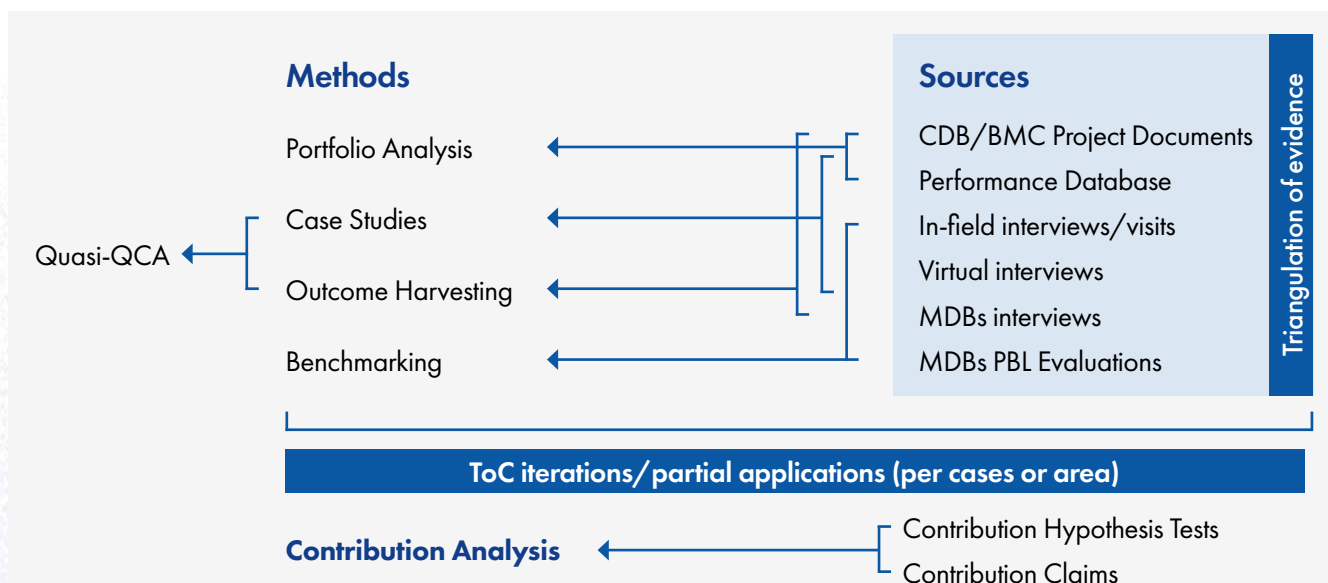 Methods
Portfolio Analysis
Case Studies
Outcome Harvesting
Benchmarking
Quasi-QCA
Sources
CDB/BMC Project Documents
Performance Database
In-field interviews/visits
Virtual interviews
MDBs interviews
MDBs PBL Evaluations
Triangulation of evidence
ToC iterations/partial applications (per cases or area)
Contribution Analysis
Contribution Hypothesis Tests
Contribution Claims